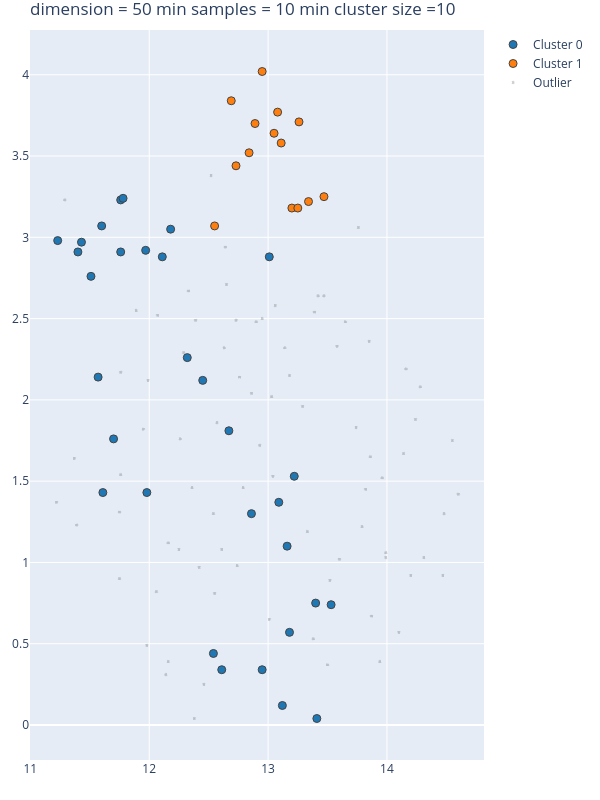 dimension = 50 min samples = 10 min cluster size =10
Cluster 0
Cluster 1
Outlier
4
3.5
3
2.5
2
1.5
1
0.5
0
11 12 13 14